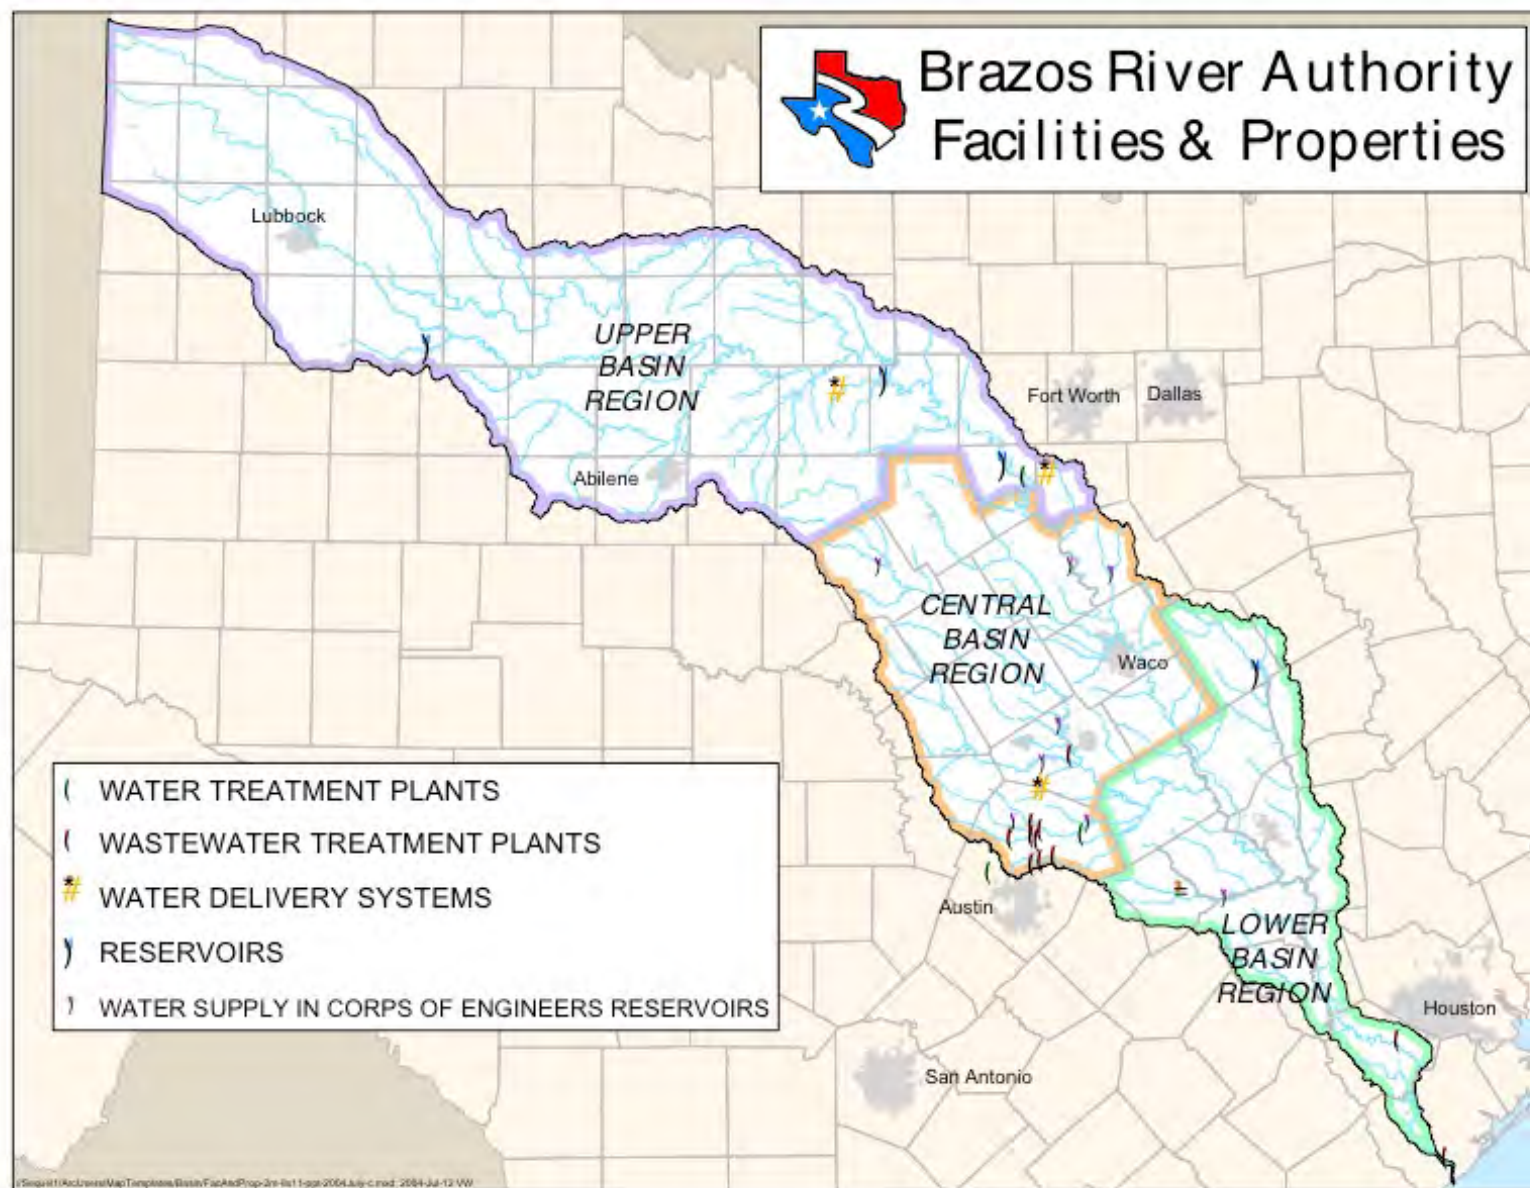 Brazos River Authority
Facilities & Properties
Lubbock
UPPER
BASIN
REGION
Fort Worth
Dallas
Abilene
CENTRAL
BASIN
REGION
Waco
WATER TREATMENT PLANTS
WASTEWATER TREATMENT PLANTS
WATER DELIVERY SYSTEMS
RESERVOIRS
WATER SUPPLY IN CORPS OF ENGINEERS RESERVOIRS
Austin
LOWER
BASIN
REGION
Houston
San Antonio